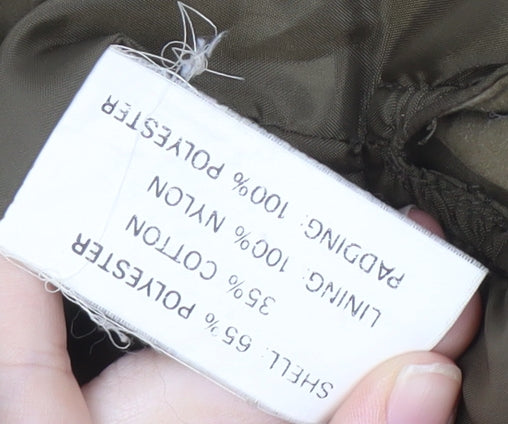 SHELL: 65% POLYESTER
35% COTTON
LINING: 100% NYLON
PADDING: 100% POLYESTER